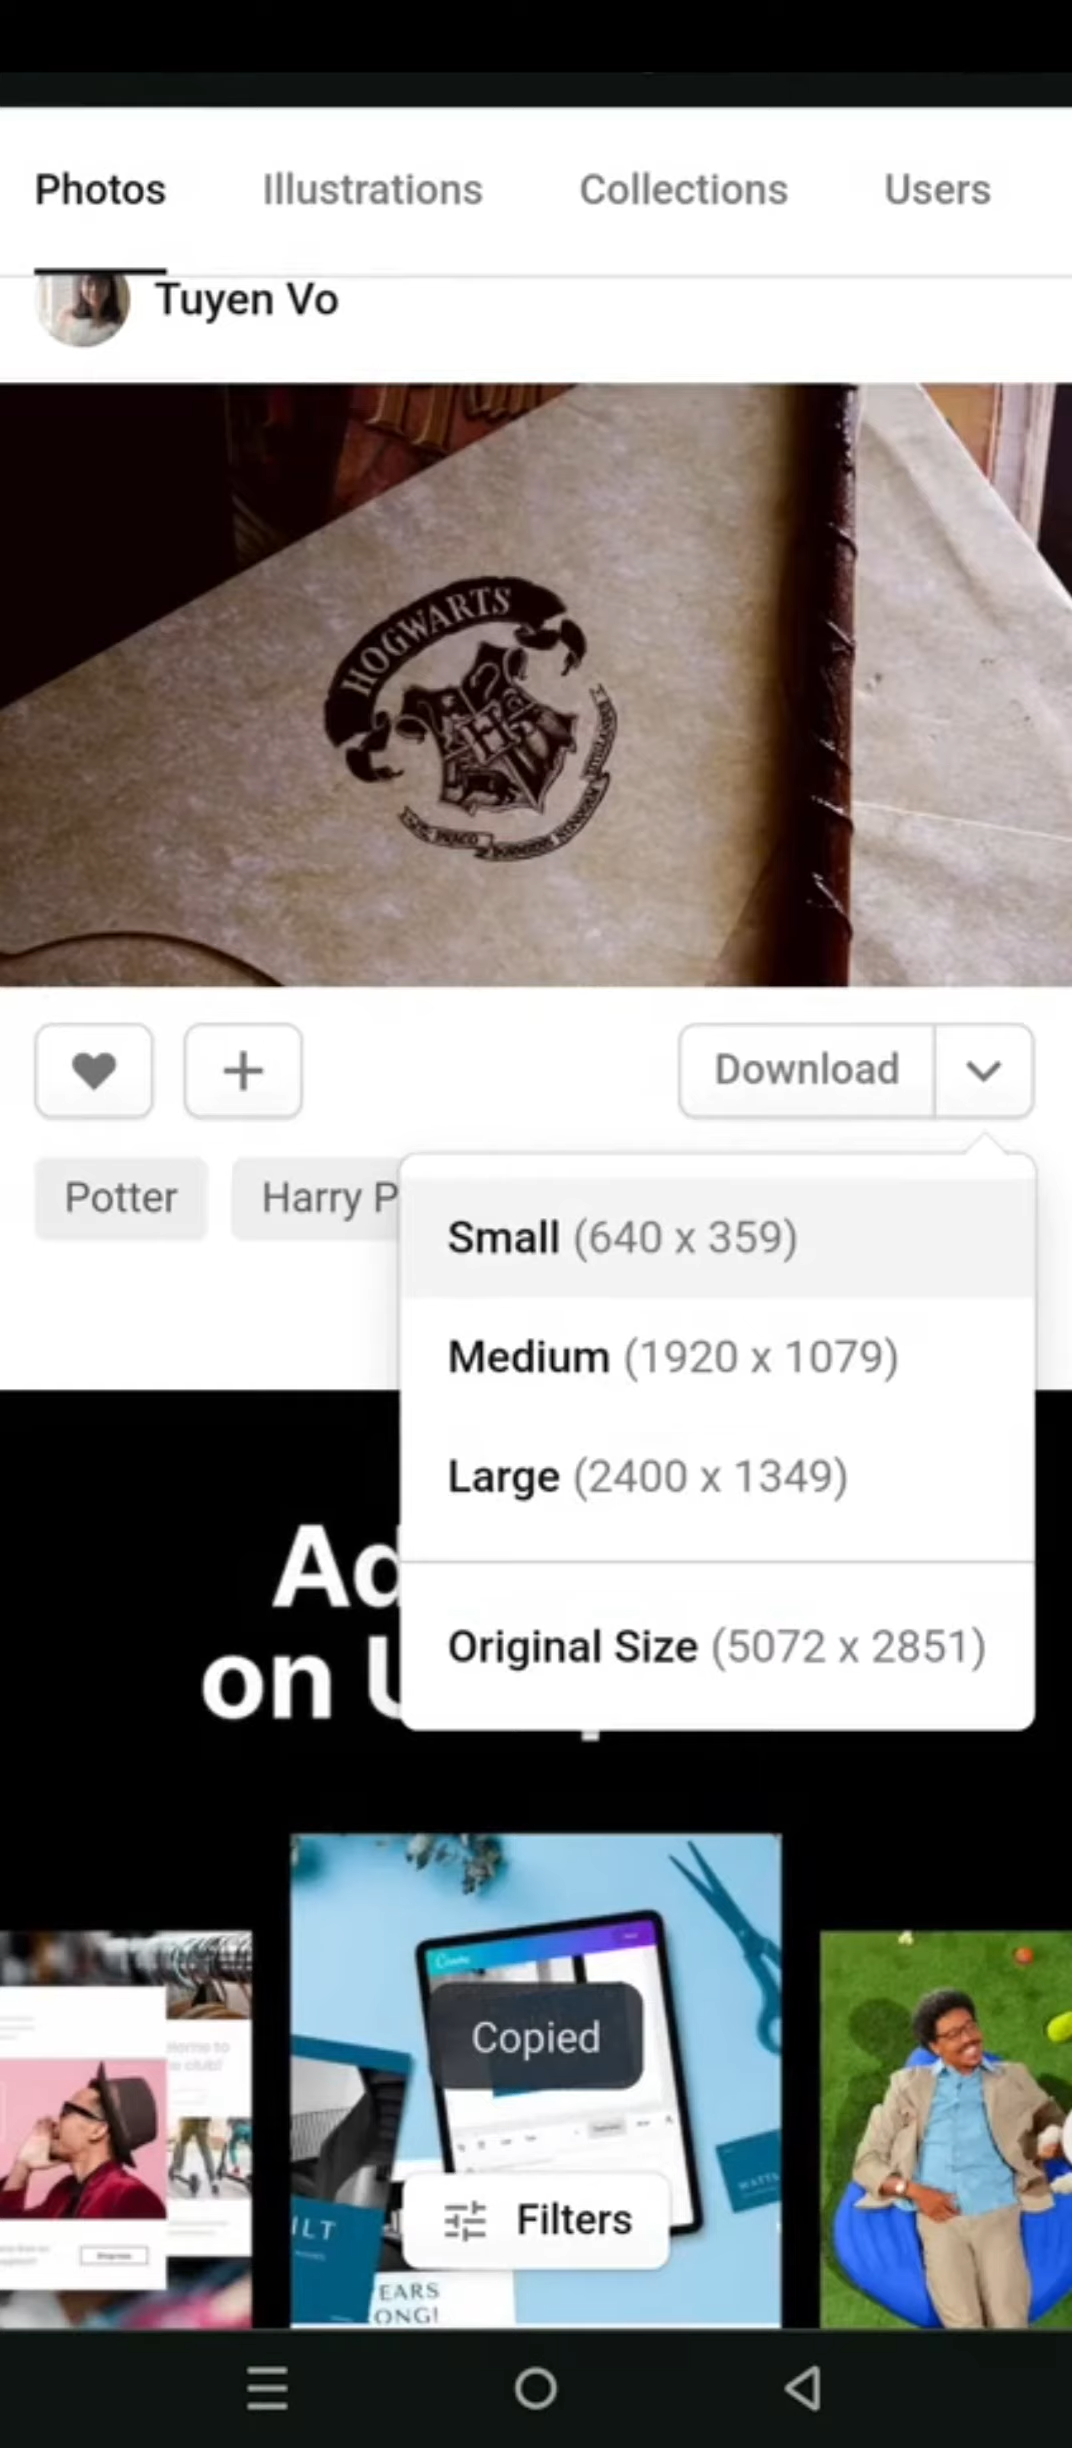 Photos Illustrations Collections Users
Tuyen Vo
HOGWARTS
H
Download
Potter Harry P
Small (640 x 359)
Medium (1920 x 1079)
Large (2400 x 1349)
Original Size (5072 x 2851)
Ad
on U
Copied
Filters
ILT
EARS
ONG!